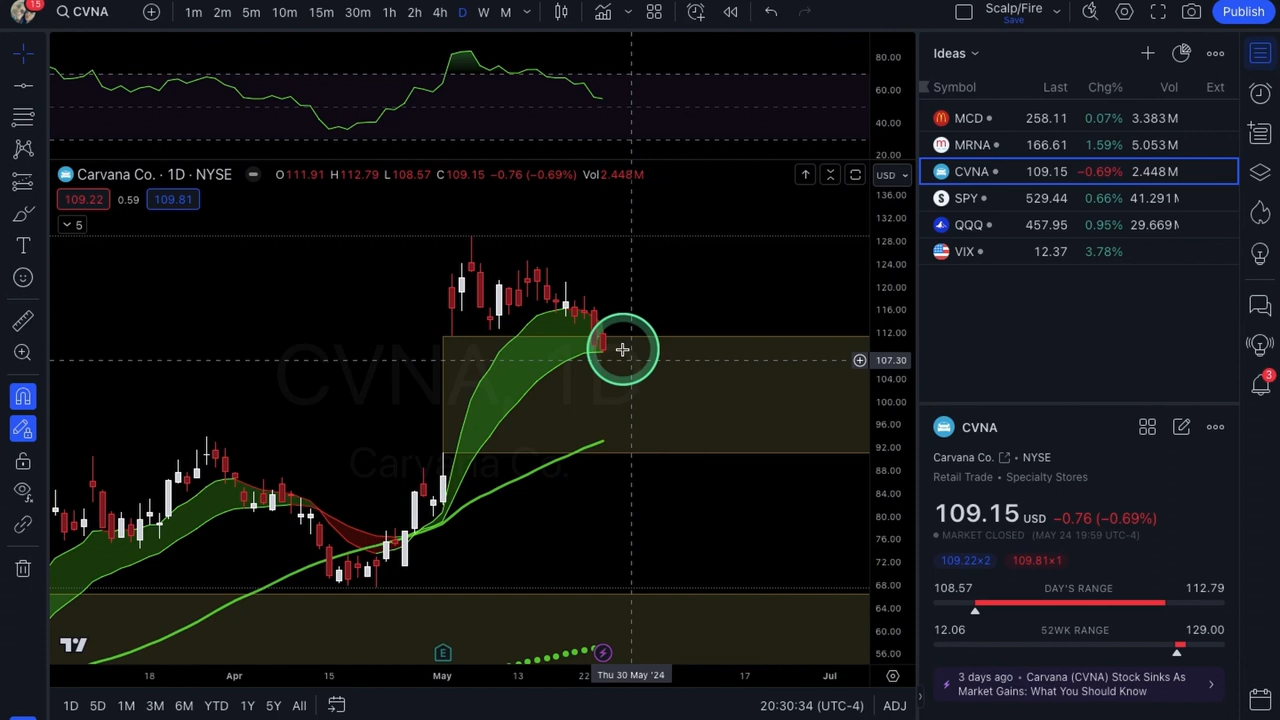 15
CVNA
1m 2m 5m 10m 15m 30m 1h 2h 4h D W M
Scalp/Fire
Save
Publish
80.00
60.00
40.00
20.00
Carvana Co. · 1D · NYSE
O111.91 H112.79 L108.57 C109.15 −0.76 (−0.69%) Vol2.448M
USD
109.22 0.59 109.81
5
136.00
132.00
128.00
124.00
120.00
116.00
112.00
107.30
104.00
100.00
96.00
92.00
88.00
84.00
80.00
76.00
72.00
68.00
64.00
60.00
56.00
CVNA, 1D
Carvana Co.
E
18 Apr 15 May 13 22 Thu 30 May '24 17 Jul
1D 5D 1M 3M 6M YTD 1Y 5Y All
20:30:34 (UTC-4) ADJ
Ideas
Symbol Last Chg% Vol Ext
MCD 258.11 0.07% 3.383M
MRNA 166.61 1.59% 5.053M
CVNA 109.15 −0.69% 2.448M
SPY 529.44 0.66% 41.291M
QQQ 457.95 0.95% 29.669M
VIX 12.37 3.78%
3
CVNA
Carvana Co. • NYSE
Retail Trade • Specialty Stores
109.15 USD −0.76 (−0.69%)
MARKET CLOSED (MAY 24 19:59 UTC-4)
109.22×2 109.81×1
108.57 DAY'S RANGE 112.79
12.06 52WK RANGE 129.00
3 days ago • Carvana (CVNA) Stock Sinks As
Market Gains: What You Should Know